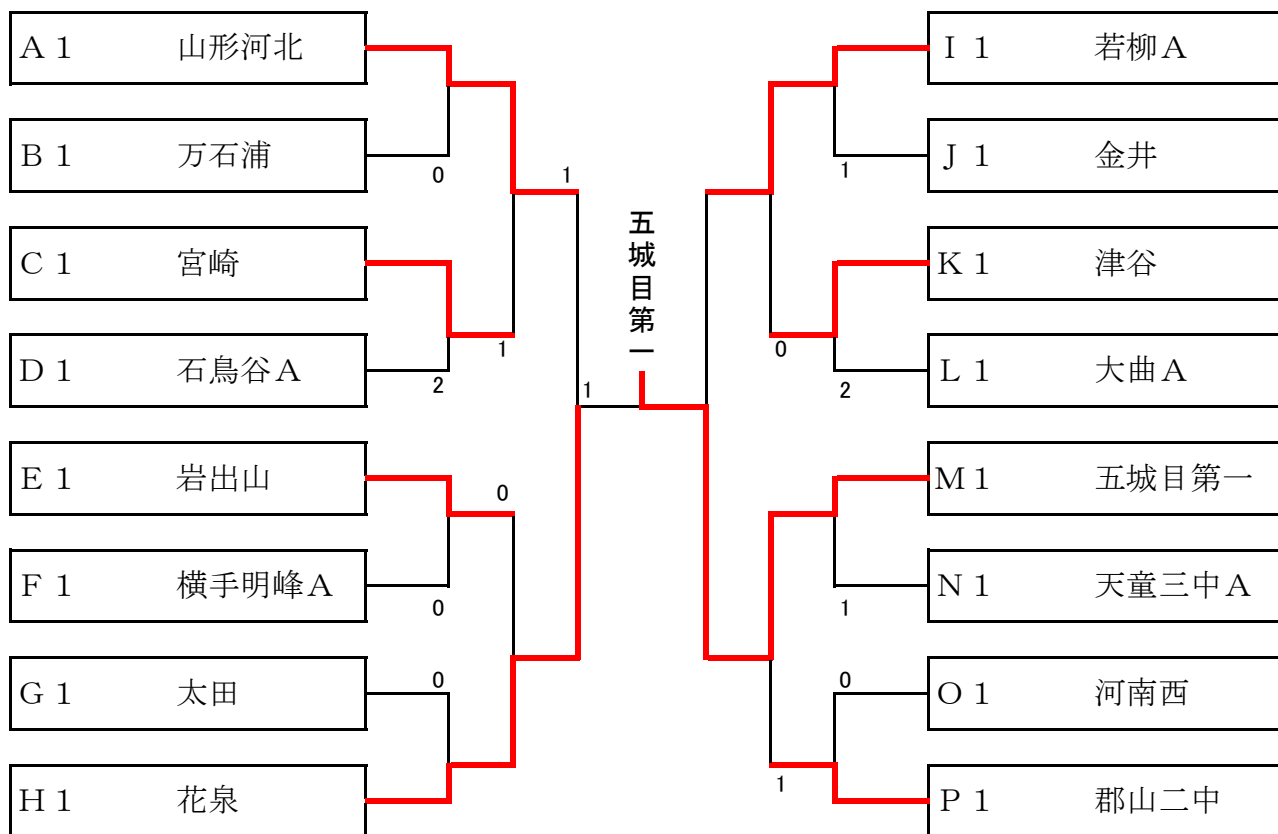 A１ 山形河北
B１ 万石浦
0
1
C１ 宮崎
1
D１ 石鳥谷A
2
1
E１ 岩出山
0
F１ 横手明峰A
0
G１ 太田
0
H１ 花泉
五城目第一
I１ 若柳A
J１ 金井
1
K１ 津谷
0
L１ 大曲A
2
M１ 五城目第一
N１ 天童三中A
1
O１ 河南西
0
P１ 郡山二中
1